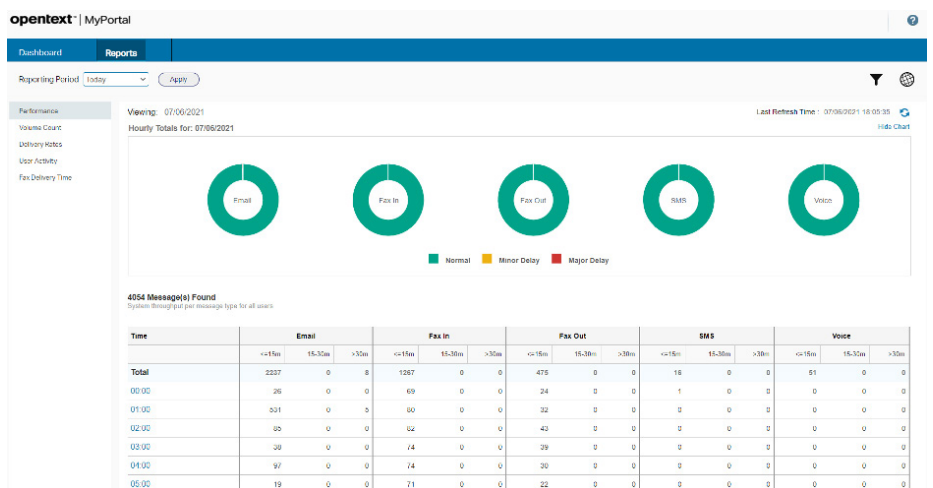 opentext™ | MyPortal
?
Dashboard Reports
Reporting Period Today Apply
Performance
Volume Count
Delivery Rates
User Activity
Fax Delivery Time
Viewing: 07/06/2021 Last Refresh Time : 07/06/2021 18:05:35
Hourly Totals for: 07/06/2021 Hide Chart
Email Fax In Fax Out SMS Voice
Normal Minor Delay Major Delay
4054 Message(s) Found
System throughput per message type for all users
Time Email Fax In Fax Out SMS Voice
<=15m 15-30m >30m <=15m 15-30m >30m <=15m 15-30m >30m <=15m 15-30m >30m <=15m 15-30m >30m
Total 2237 0 8 1267 0 0 475 0 0 16 0 0 51 0 0
00:00 26 0 0 69 0 0 24 0 0 1 0 0 0 0 0
01:00 0 5 80 0 0 32 0 0 0 0 0 0 0 0
02:00 85 0 0 82 0 0 43 0 0 0 0 0 0 0 0
03:00 38 0 0 74 0 0 39 0 0 0 0 0 0 0 0
04:00 97 0 0 74 0 0 30 0 0 0 0 0 0 0 0
05:00 19 0 0 71 0 0 22 0 0 0 0 0 0 0 0